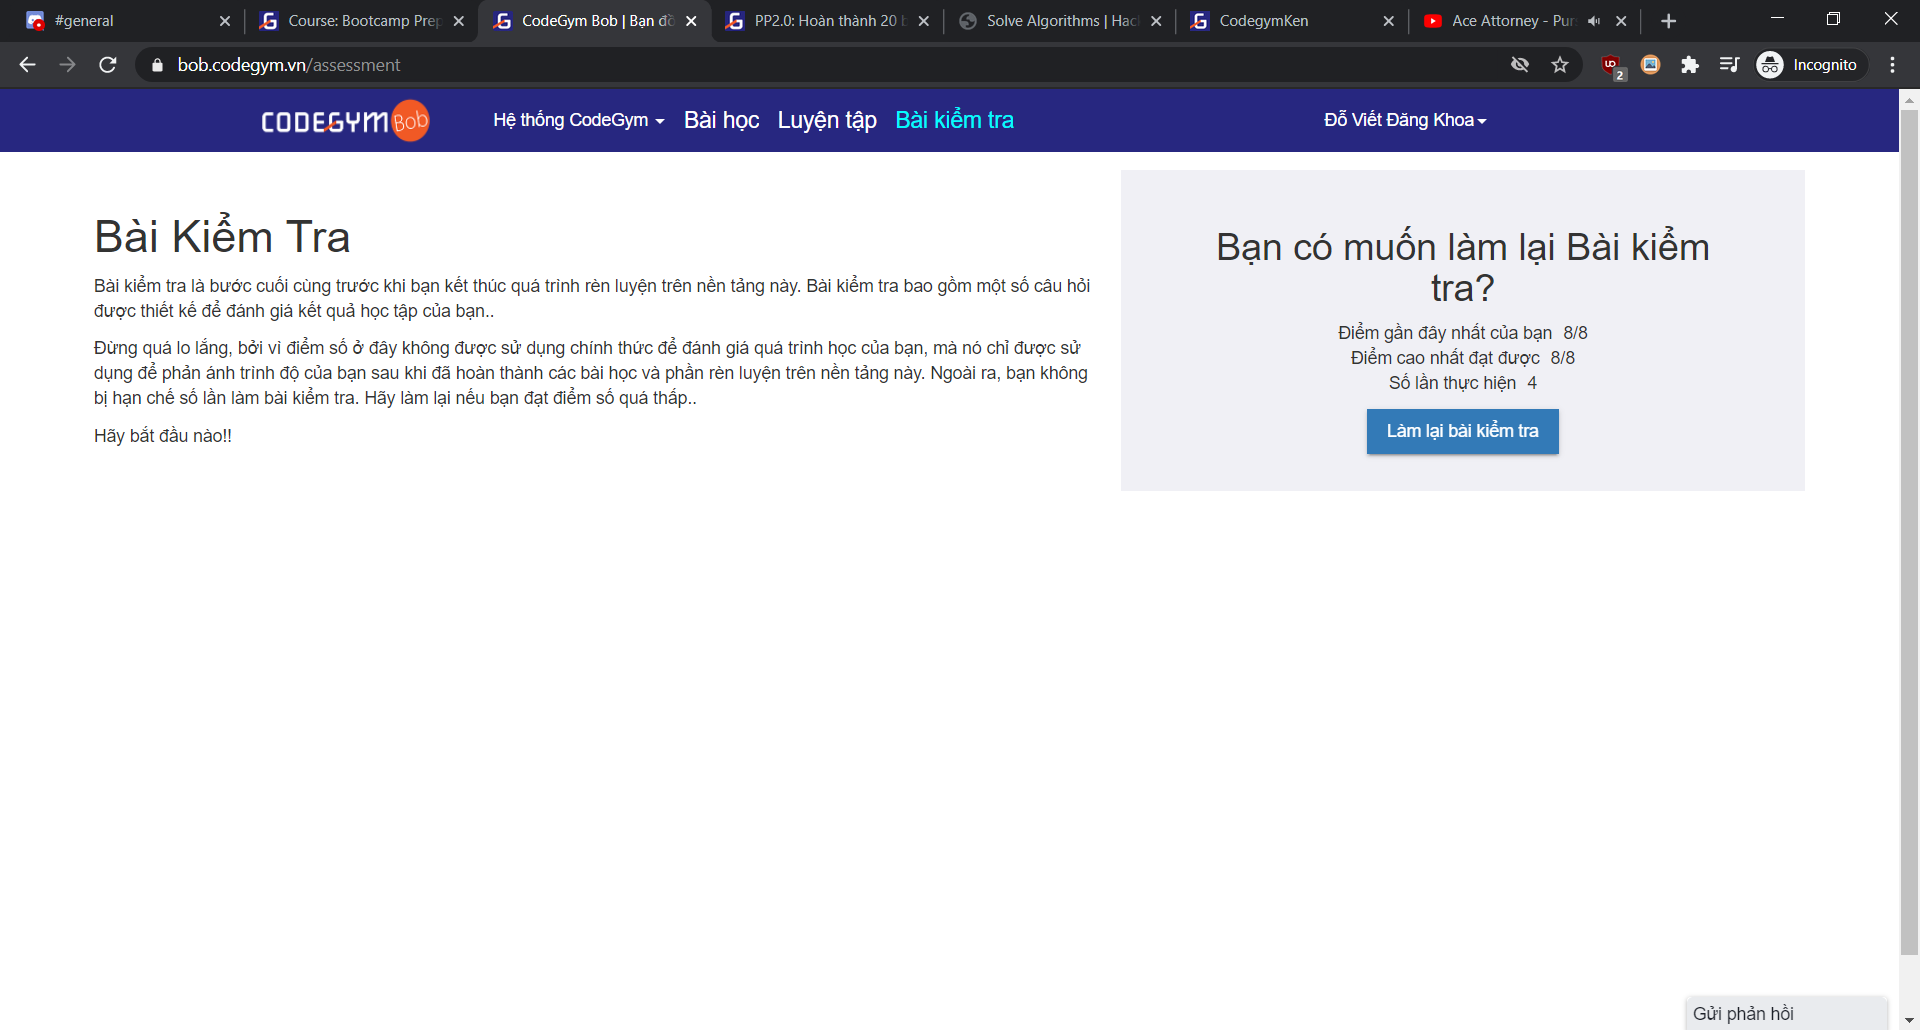 #general
Course: Bootcamp Prep
CodeGym Bob | Bạn đồ
PP2.0: Hoàn thành 20 b
Solve Algorithms | Hac
CodegymKen
Ace Attorney - Pur
bob.codegym.vn/assessment
2
Incognito
CODEGYM Bob
Hệ thống CodeGym
Bài học
Luyện tập
Bài kiểm tra
Đỗ Viết Đăng Khoa
Bài Kiểm Tra
Bài kiểm tra là bước cuối cùng trước khi bạn kết thúc quá trình rèn luyện trên nền tảng này. Bài kiểm tra bao gồm một số câu hỏi
được thiết kế để đánh giá kết quả học tập của bạn..
Đừng quá lo lắng, bởi vì điểm số ở đây không được sử dụng chính thức để đánh giá quá trình học của bạn, mà nó chỉ được sử
dụng để phản ánh trình độ của bạn sau khi đã hoàn thành các bài học và phần rèn luyện trên nền tảng này. Ngoài ra, bạn không
bị hạn chế số lần làm bài kiểm tra. Hãy làm lại nếu bạn đạt điểm số quá thấp..
Hãy bắt đầu nào!!
Bạn có muốn làm lại Bài kiểm
tra?
Điểm gần đây nhất của bạn 8/8
Điểm cao nhất đạt được 8/8
Số lần thực hiện 4
Làm lại bài kiểm tra
Gửi phản hồi